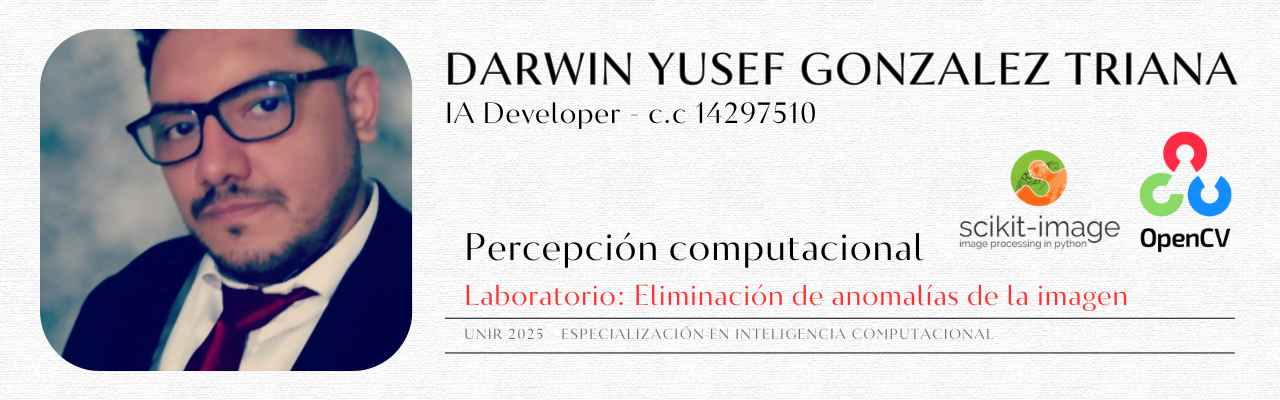 DARWIN YUSEF GONZALEZ TRIANA
IA Developer - c.c 14297510
scikit-image
image processing in python
OpenCV
Percepción computacional
Laboratorio: Eliminación de anomalías de la imagen
UNIR 2025 - ESPECIALIZACIÓN EN INTELIGENCIA COMPUTACIONAL